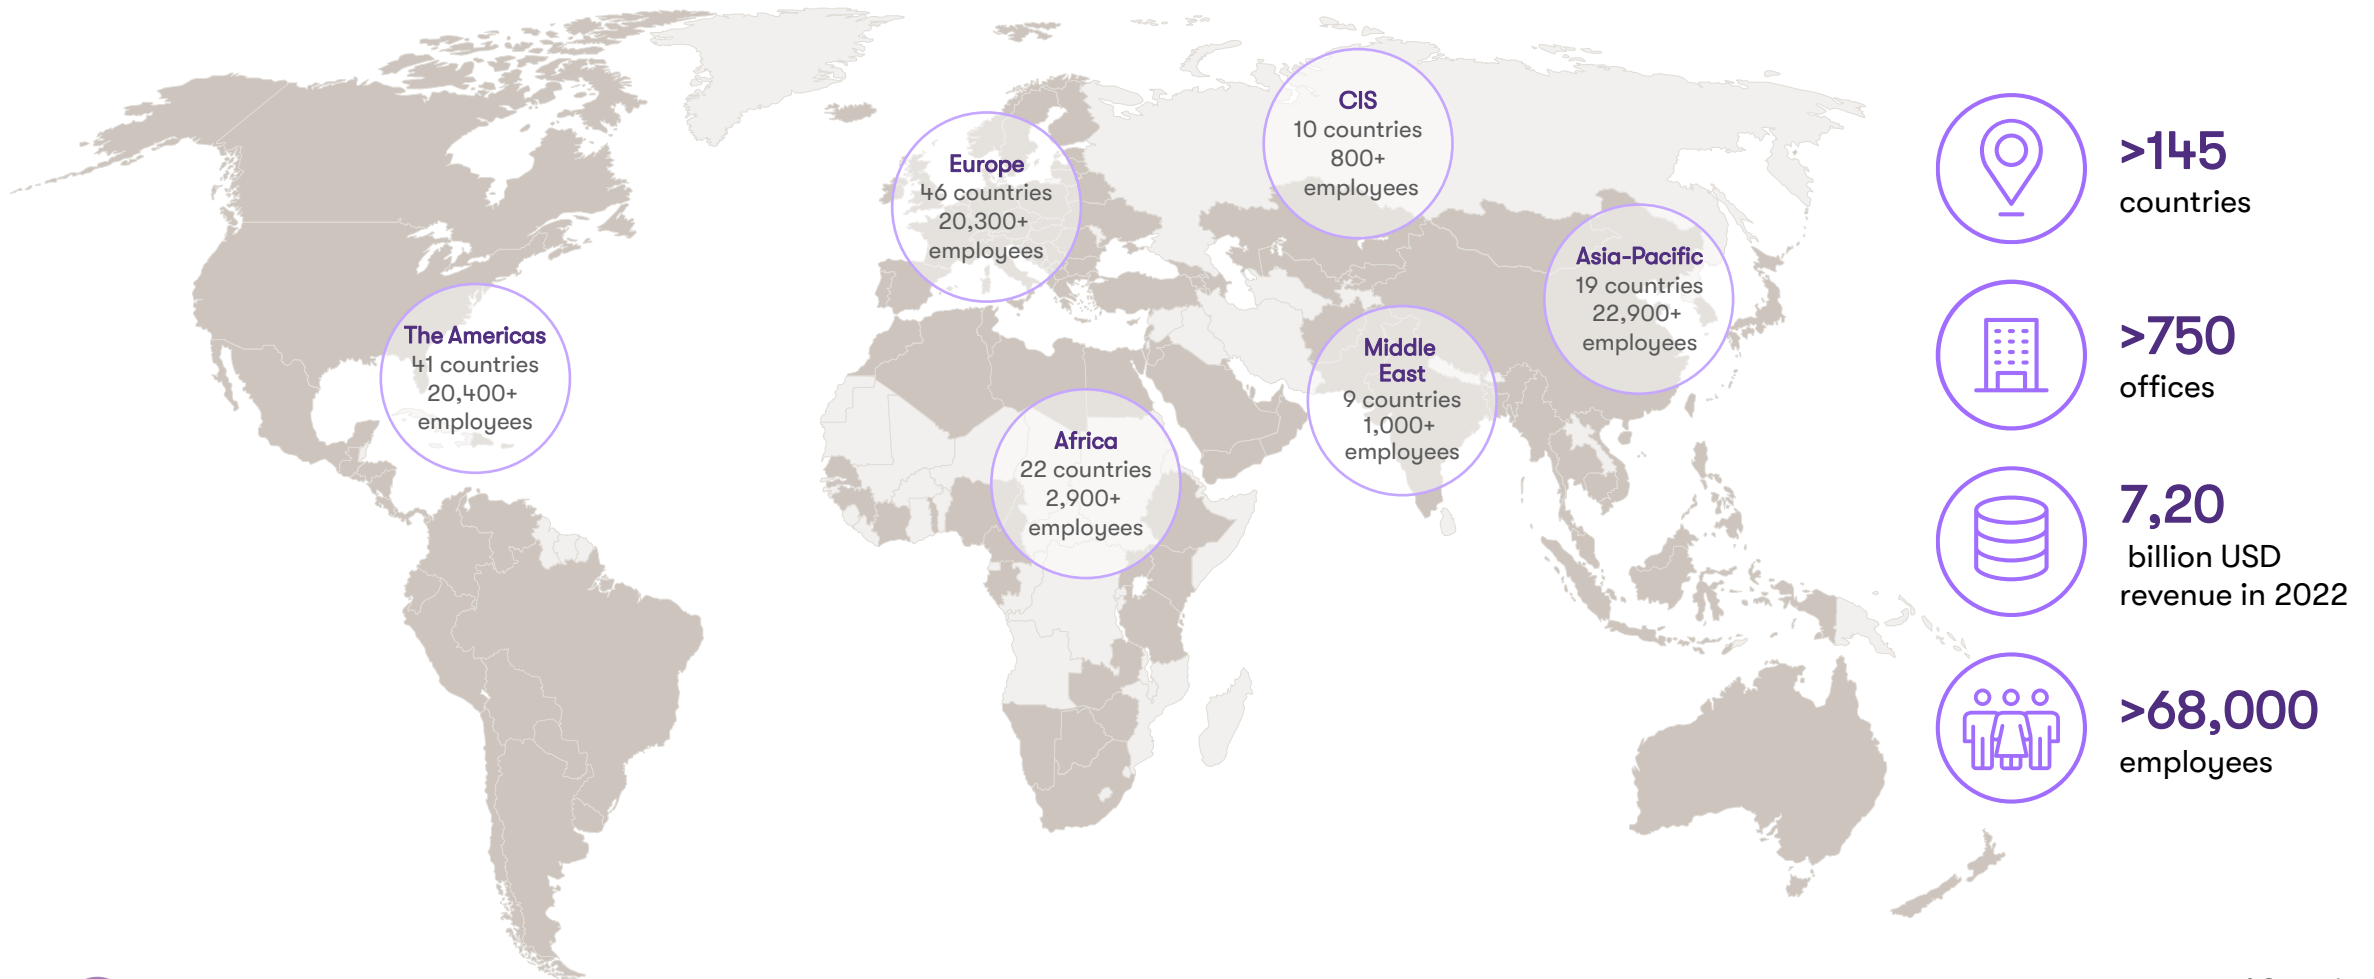 CIS
10 countries
800+
employees
Europe
46 countries
20,300+
employees
Asia-Pacific
19 countries
22,900+
employees
The Americas
41 countries
20,400+
employees
Middle
East
9 countries
1,000+
employees
Africa
22 countries
2,900+
employees
>145
countries
>750
offices
7,20
billion USD
revenue in 2022
>68,000
employees